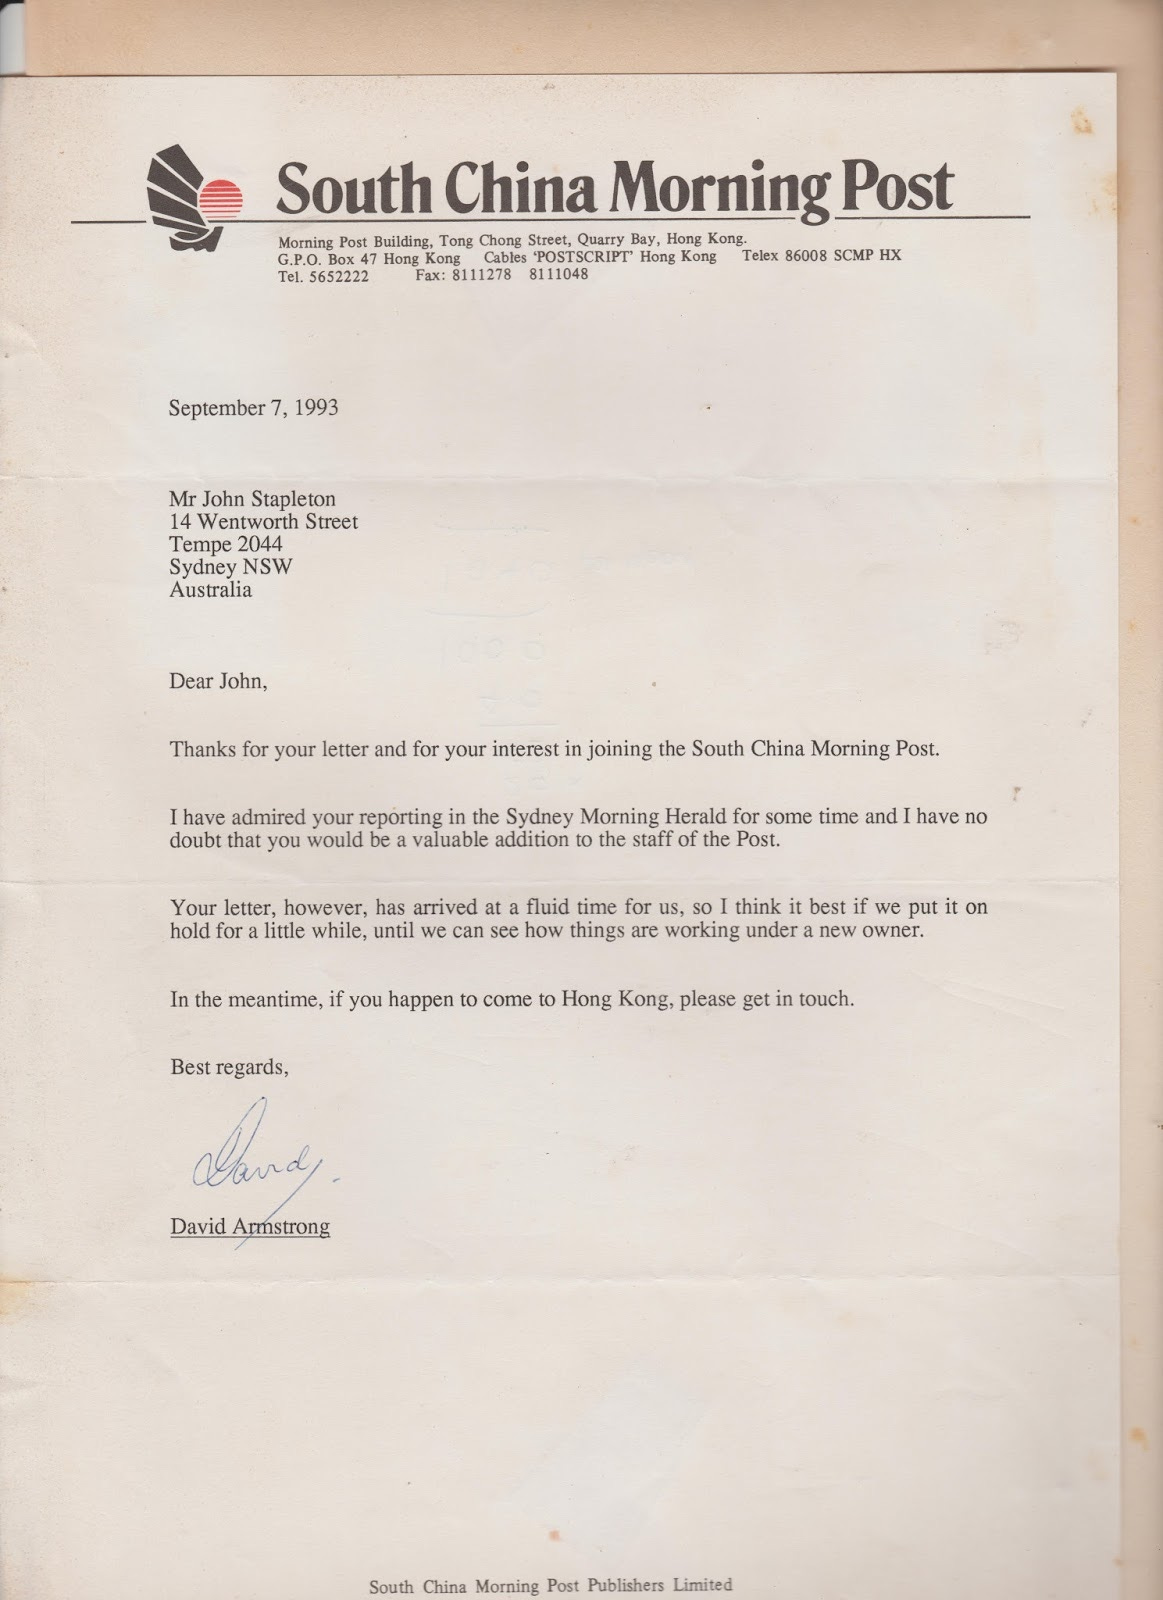 South China Morning Post
Morning Post Building, Tong Chong Street, Quarry Bay, Hong Kong.
G.P.O. Box 47 Hong Kong Cables 'POSTSCRIPT' Hong Kong Telex 86008 SCMP HX
Tel. 5652222 Fax: 8111278 8111048
September 7, 1993
Mr John Stapleton
14 Wentworth Street
Tempe 2044
Sydney NSW
Australia
Dear John,
Thanks for your letter and for your interest in joining the South China Morning Post.
I have admired your reporting in the Sydney Morning Herald for some time and I have no
doubt that you would be a valuable addition to the staff of the Post.
Your letter, however, has arrived at a fluid time for us, so I think it best if we put it on
hold for a little while, until we can see how things are working under a new owner.
In the meantime, if you happen to come to Hong Kong, please get in touch.
Best regards,
David
David Armstrong
South China Morning Post Publishers Limited